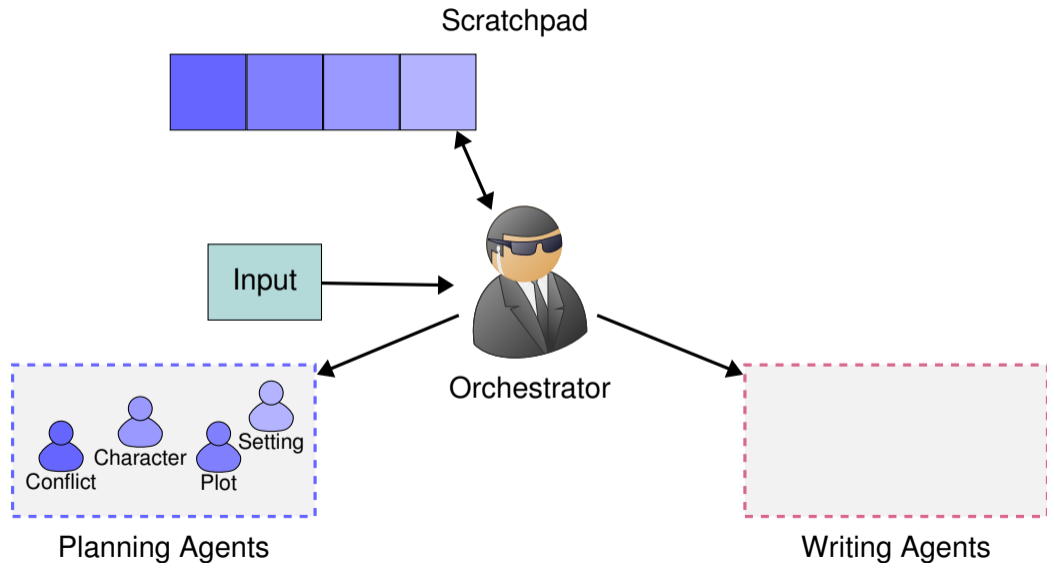 Scratchpad
Input
Orchestrator
Setting
Character
Conflict
Plot
Planning Agents
Writing Agents